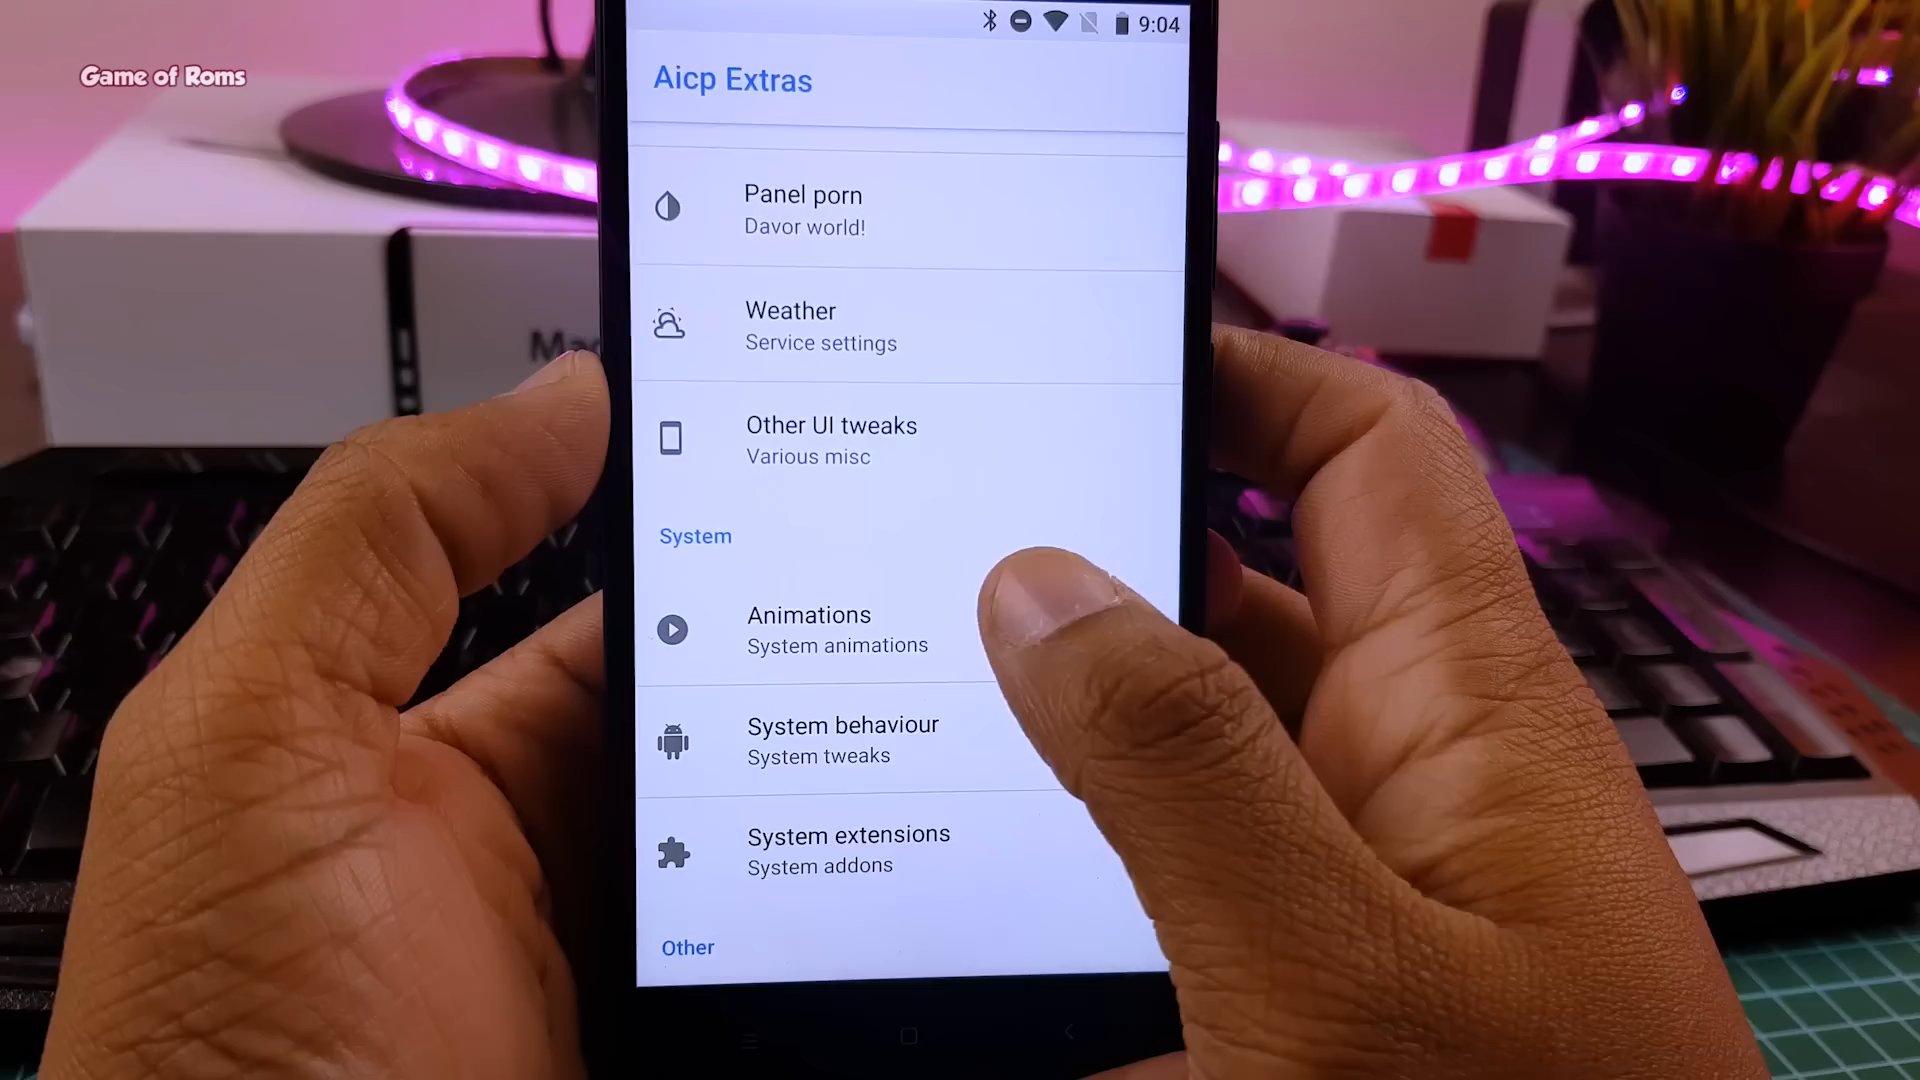 Game of Roms
9:04
Aicp Extras
Panel porn
Davor world!
Weather
Service settings
Other UI tweaks
Various misc
System
Animations
System animations
System behaviour
System tweaks
System extensions
System addons
Other